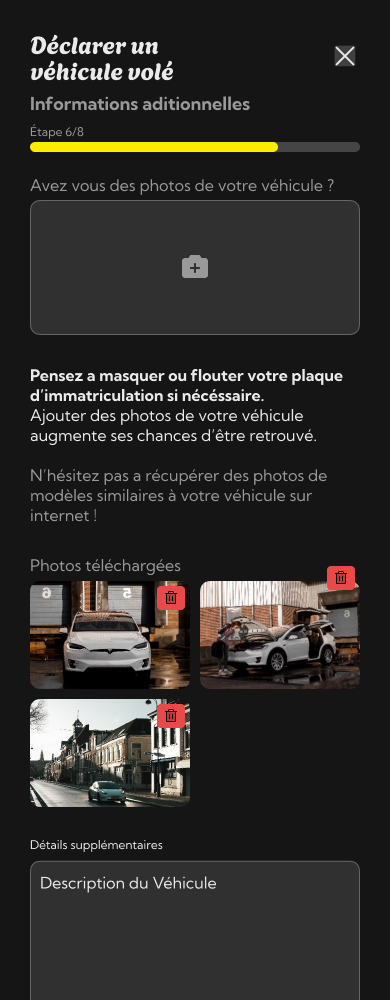 Déclarer un
véhicule volé
Informations aditionnelles
Étape 6/8
Avez vous des photos de votre véhicule ?
Pensez a masquer ou flouter votre plaque
d'immatriculation si nécéssaire.
Ajouter des photos de votre véhicule
augmente ses chances d'être retrouvé.
N'hésitez pas a récupérer des photos de
modèles similaires à votre véhicule sur
internet !
Photos téléchargées
Détails supplémentaires
Description du Véhicule